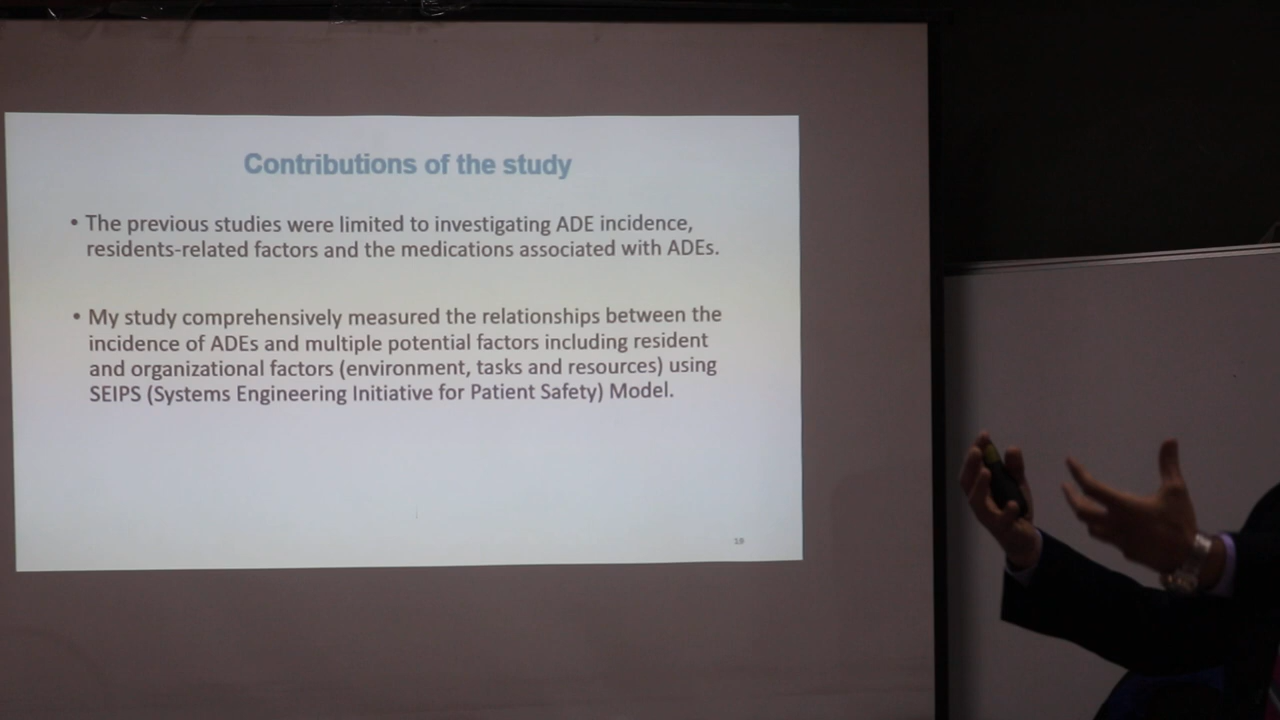 Contributions of the study
• The previous studies were limited to investigating ADE incidence,
residents-related factors and the medications associated with ADEs.
• My study comprehensively measured the relationships between the
incidence of ADEs and multiple potential factors including resident
and organizational factors (environment, tasks and resources) using
SEIPS (Systems Engineering Initiative for Patient Safety) Model.